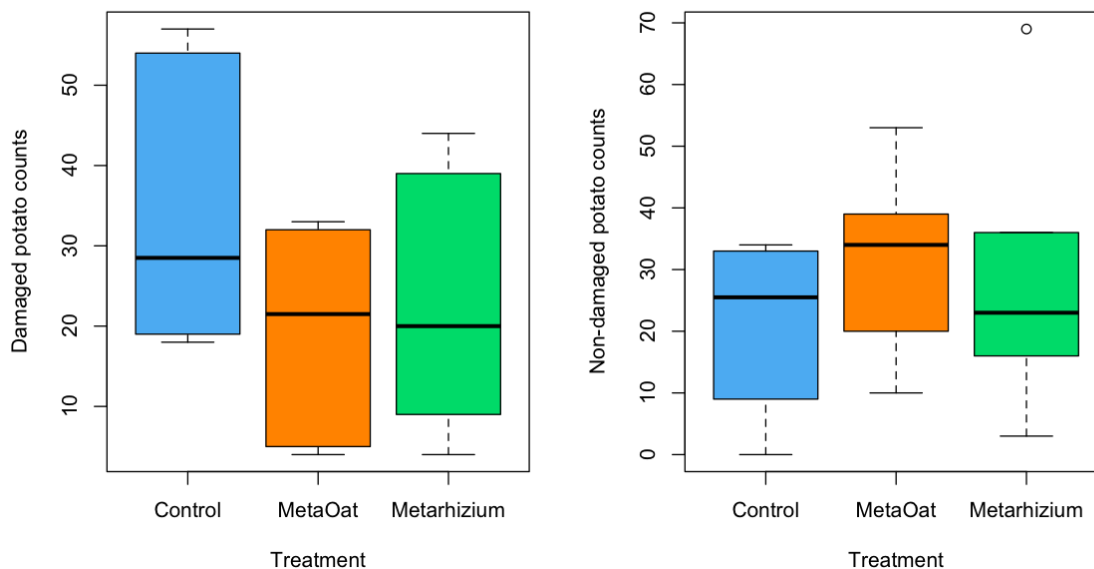 Damaged potato counts
50
40
30
20
10
Control MetaOat Metarhizium
Treatment
Non-damaged potato counts
70
60
50
40
30
20
10
0
Control MetaOat Metarhizium
Treatment